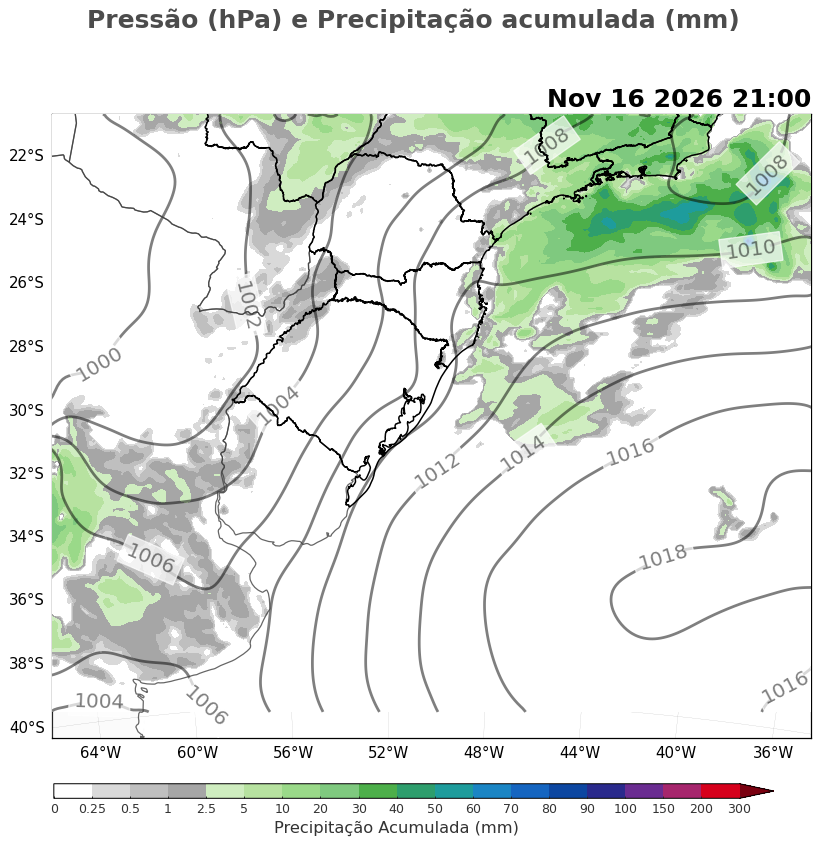 Pressão (hPa) e Precipitação acumulada (mm)
Nov 16 2026 21:00
22°S
24°S
26°S
28°S
30°S
32°S
34°S
36°S
38°S
40°S
1008
1008
1010
1002
1000
1004
1012
1014
1016
1006
1018
1004
1006
1016
64°W 60°W 56°W 52°W 48°W 44°W 40°W 36°W
0 0.25 0.5 1 2.5 5 10 20 30 40 50 60 70 80 90 100 150 200 300
Precipitação Acumulada (mm)